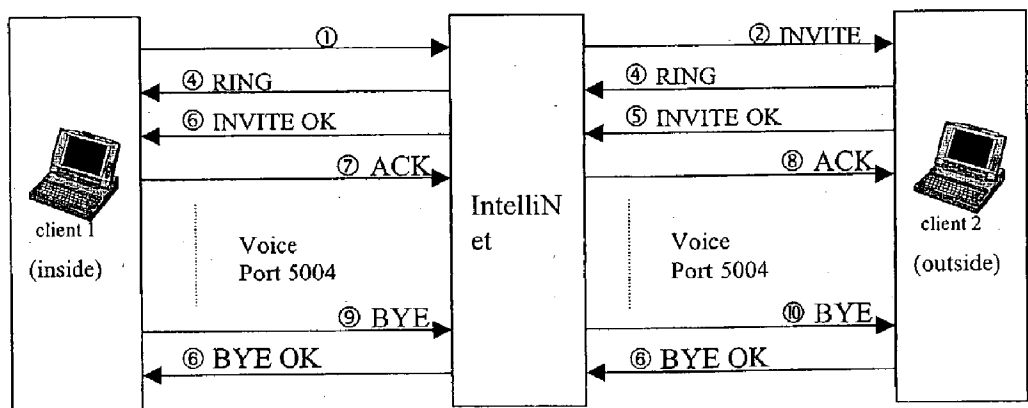 ①
② INVITE
④ RING
④ RING
⑥ INVITE OK
⑤ INVITE OK
⑦ ACK
⑧ ACK
client 1
(inside)
Voice
Port 5004
IntelliN
et
Voice
Port 5004
client 2
(outside)
⑨ BYE
⑩ BYE
⑥ BYE OK
⑥ BYE OK